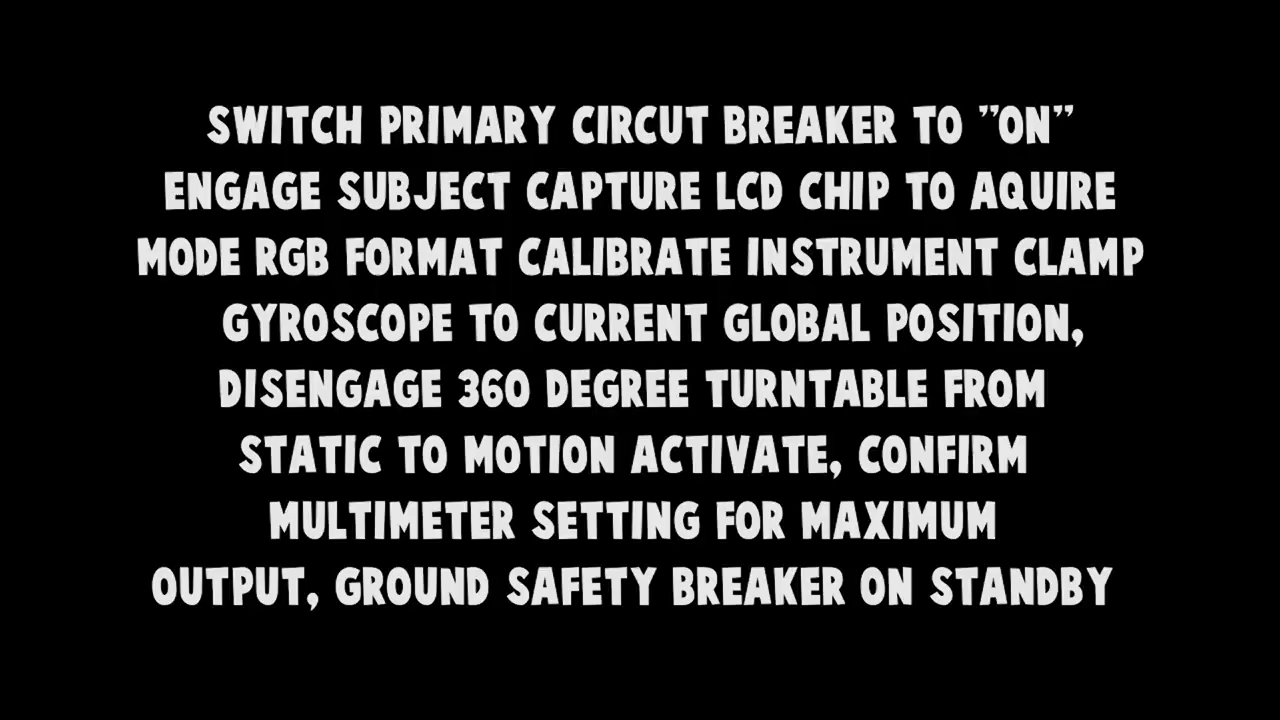 SWITCH PRIMARY CIRCUT BREAKER TO "ON"
ENGAGE SUBJECT CAPTURE LCD CHIP TO AQUIRE
MODE RGB FORMAT CALIBRATE INSTRUMENT CLAMP
GYROSCOPE TO CURRENT GLOBAL POSITION,
DISENGAGE 360 DEGREE TURNTABLE FROM
STATIC TO MOTION ACTIVATE, CONFIRM
MULTIMETER SETTING FOR MAXIMUM
OUTPUT, GROUND SAFETY BREAKER ON STANDBY